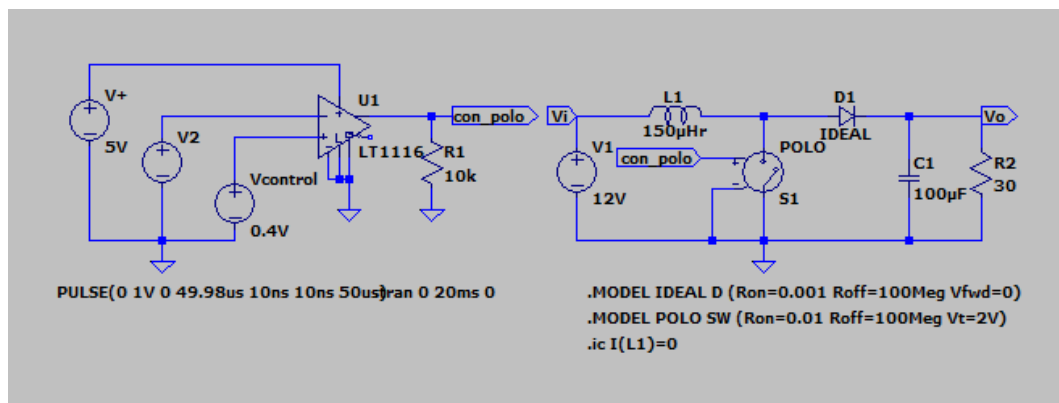 V+
5V
V2
Vcontrol
0.4V
U1
LT1116
R1
10k
con_polo
Vi
V1
12V
L1
150µHr
con_polo
POLO
S1
D1
IDEAL
C1
100µF
Vo
R2
30
PULSE(0 1V 0 49.98us 10ns 10ns 50us)
tran 0 20ms 0
.MODEL IDEAL D (Ron=0.001 Roff=100Meg Vfwd=0)
.MODEL POLO SW (Ron=0.01 Roff=100Meg Vt=2V)
.ic I(L1)=0